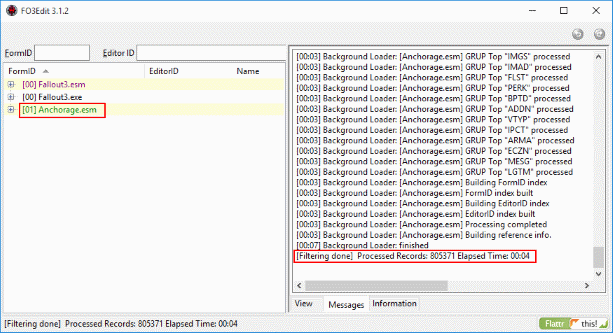 FO3Edit 3.1.2
FormID
Editor ID
FormID EditorID Name
[00] Fallout3.esm
[00] Fallout3.exe
[01] Anchorage.esm
[00:03] Background Loader: [Anchorage.esm] GRUP Top "IMGS" processed
[00:03] Background Loader: [Anchorage.esm] GRUP Top "IMAD" processed
[00:03] Background Loader: [Anchorage.esm] GRUP Top "FLST" processed
[00:03] Background Loader: [Anchorage.esm] GRUP Top "PERK" processed
[00:03] Background Loader: [Anchorage.esm] GRUP Top "BPTD" processed
[00:03] Background Loader: [Anchorage.esm] GRUP Top "ADDN" processed
[00:03] Background Loader: [Anchorage.esm] GRUP Top "VTYP" processed
[00:03] Background Loader: [Anchorage.esm] GRUP Top "IPCT" processed
[00:03] Background Loader: [Anchorage.esm] GRUP Top "ARMA" processed
[00:03] Background Loader: [Anchorage.esm] GRUP Top "ECZN" processed
[00:03] Background Loader: [Anchorage.esm] GRUP Top "MESG" processed
[00:03] Background Loader: [Anchorage.esm] GRUP Top "LGTM" processed
[00:03] Background Loader: [Anchorage.esm] Building FormID index
[00:03] Background Loader: [Anchorage.esm] FormID index built
[00:03] Background Loader: [Anchorage.esm] Building EditorID index
[00:03] Background Loader: [Anchorage.esm] EditorID index built
[00:03] Background Loader: [Anchorage.esm] Processing completed
[00:03] Background Loader: [Anchorage.esm] Building reference info.
[00:07] Background Loader: finished
[Filtering done]  Processed Records: 805371 Elapsed Time: 00:04
View Messages Information
[Filtering done]  Processed Records: 805371 Elapsed Time: 00:04
Flattr this!